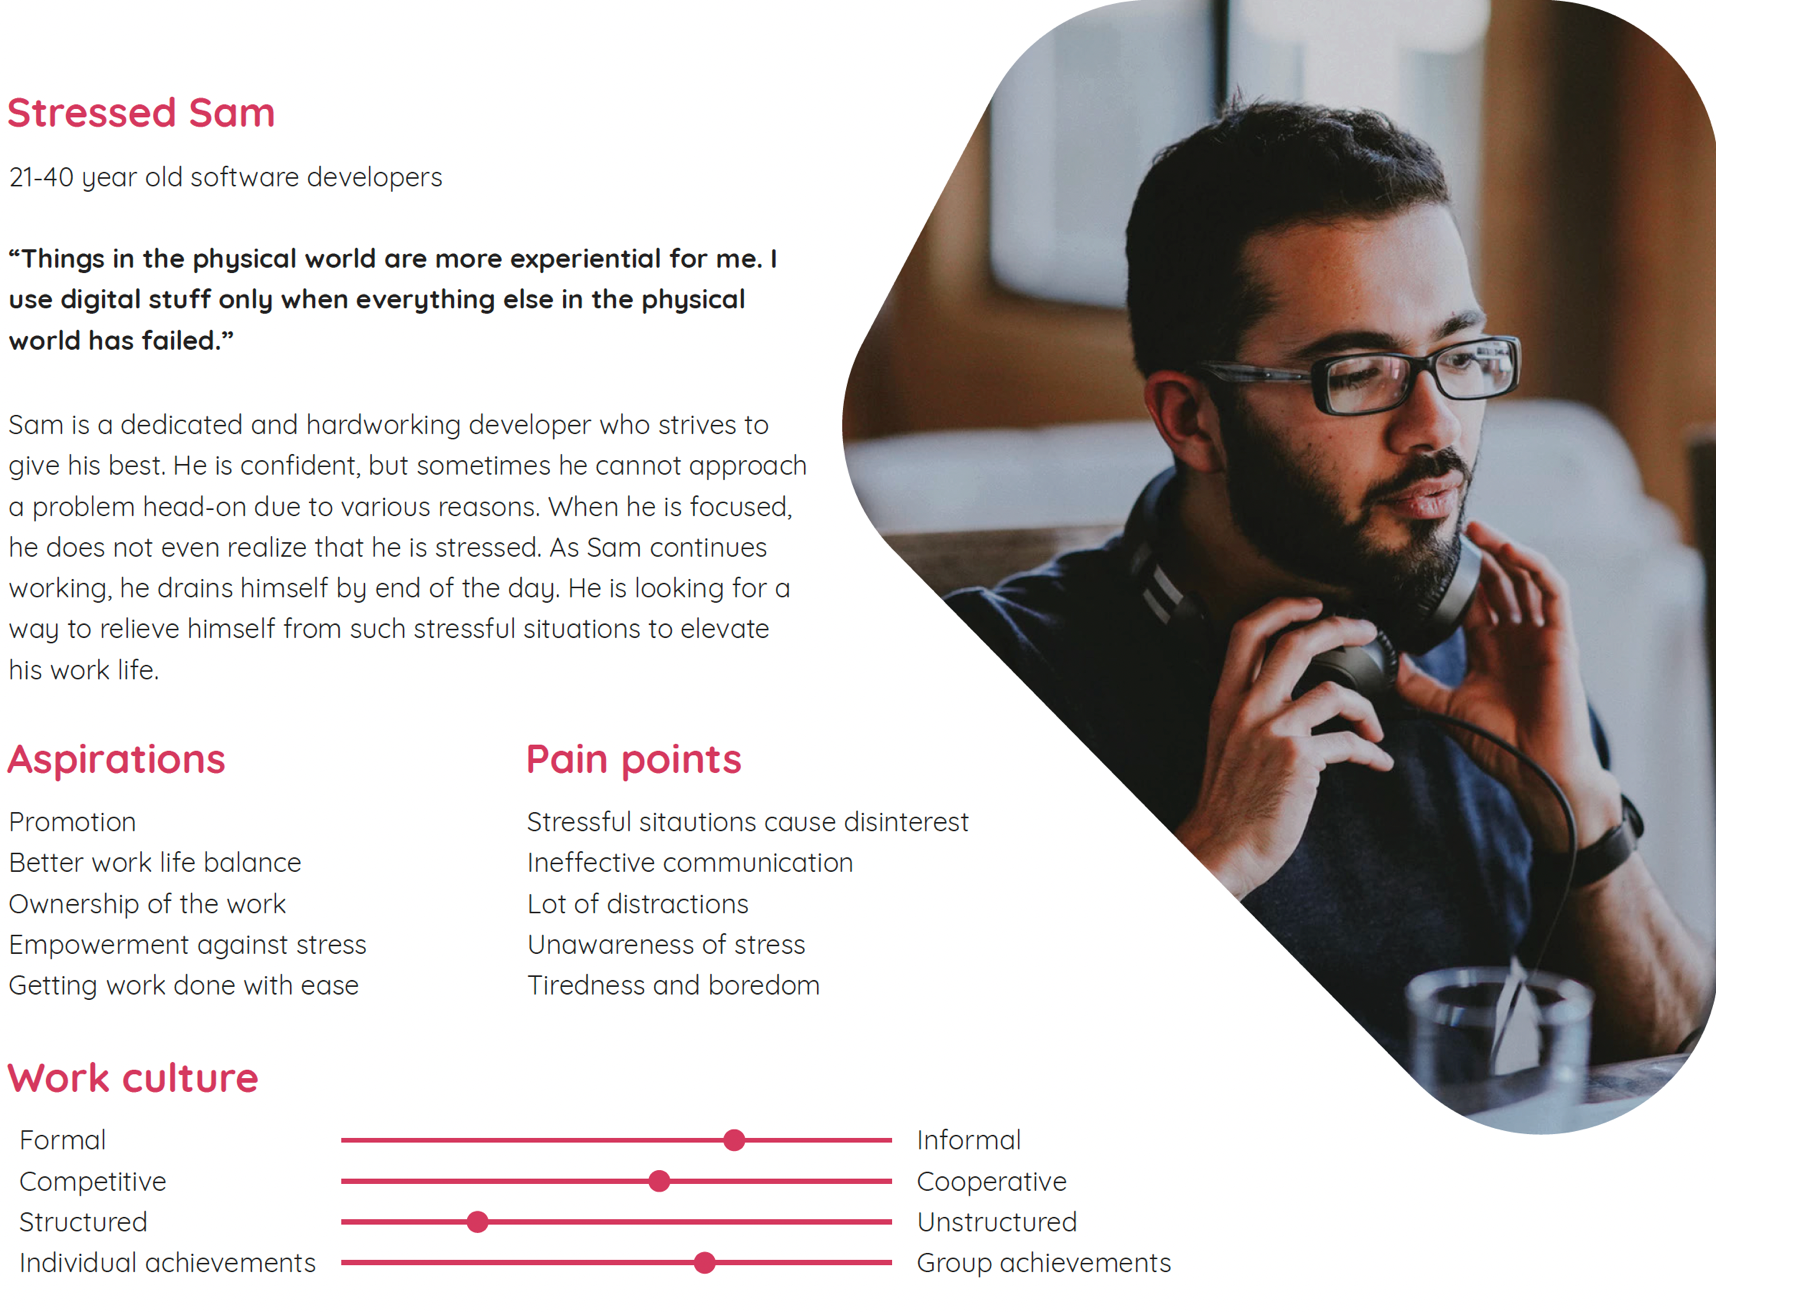 Stressed Sam
21-40 year old software developers
“Things in the physical world are more experiential for me. I
use digital stuff only when everything else in the physical
world has failed.”
Sam is a dedicated and hardworking developer who strives to
give his best. He is confident, but sometimes he cannot approach
a problem head-on due to various reasons. When he is focused,
he does not even realize that he is stressed. As Sam continues
working, he drains himself by end of the day. He is looking for a
way to relieve himself from such stressful situations to elevate
his work life.
Aspirations
Promotion
Better work life balance
Ownership of the work
Empowerment against stress
Getting work done with ease
Pain points
Stressful sitautions cause disinterest
Ineffective communication
Lot of distractions
Unawareness of stress
Tiredness and boredom
Work culture
Formal Informal
Competitive Cooperative
Structured Unstructured
Individual achievements Group achievements